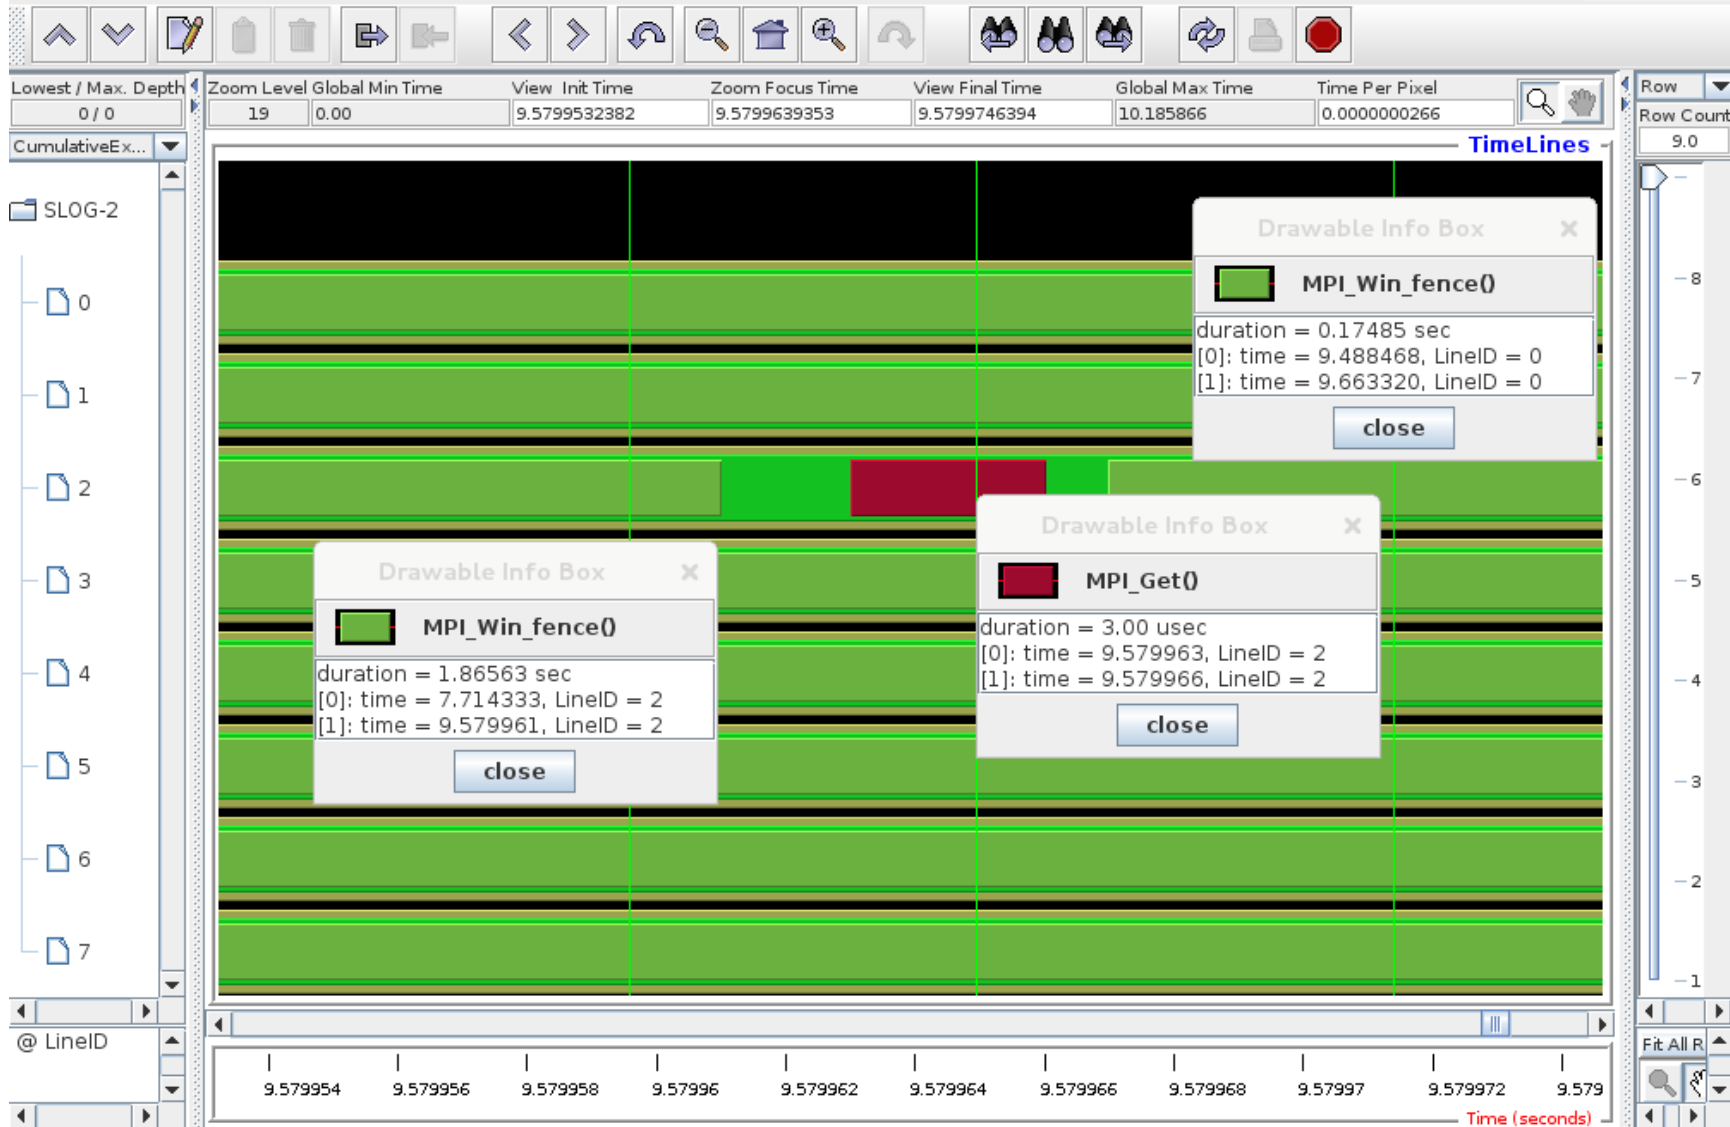 Lowest / Max. Depth
0 / 0
CumulativeEx...
Zoom Level
19
Global Min Time
0.00
View Init Time
9.5799532382
Zoom Focus Time
9.5799639353
View Final Time
9.5799746394
Global Max Time
10.185866
Time Per Pixel
0.0000000266
Row
Row Count
9.0
TimeLines
SLOG-2
0
1
2
3
4
5
6
7
@ LineID
Drawable Info Box
MPI_Win_fence()
duration = 0.17485 sec
[0]: time = 9.488468, LineID = 0
[1]: time = 9.663320, LineID = 0
close
Drawable Info Box
MPI_Get()
duration = 3.00 usec
[0]: time = 9.579963, LineID = 2
[1]: time = 9.579966, LineID = 2
close
Drawable Info Box
MPI_Win_fence()
duration = 1.86563 sec
[0]: time = 7.714333, LineID = 2
[1]: time = 9.579961, LineID = 2
close
8
7
6
5
4
3
2
1
Fit All R
9.579954
9.579956
9.579958
9.57996
9.579962
9.579964
9.579966
9.579968
9.57997
9.579972
9.579
Time (seconds)